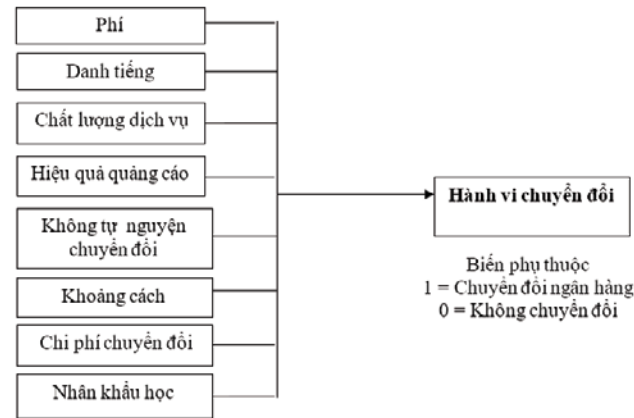 Phí
Danh tiếng
Chất lượng dịch vụ
Hiệu quả quảng cáo
Không tự nguyện
chuyển đổi
Khoảng cách
Chi phí chuyển đổi
Nhân khẩu học
Hành vi chuyển đổi
Biến phụ thuộc
1 = Chuyển đổi ngân hàng
0 = Không chuyển đổi